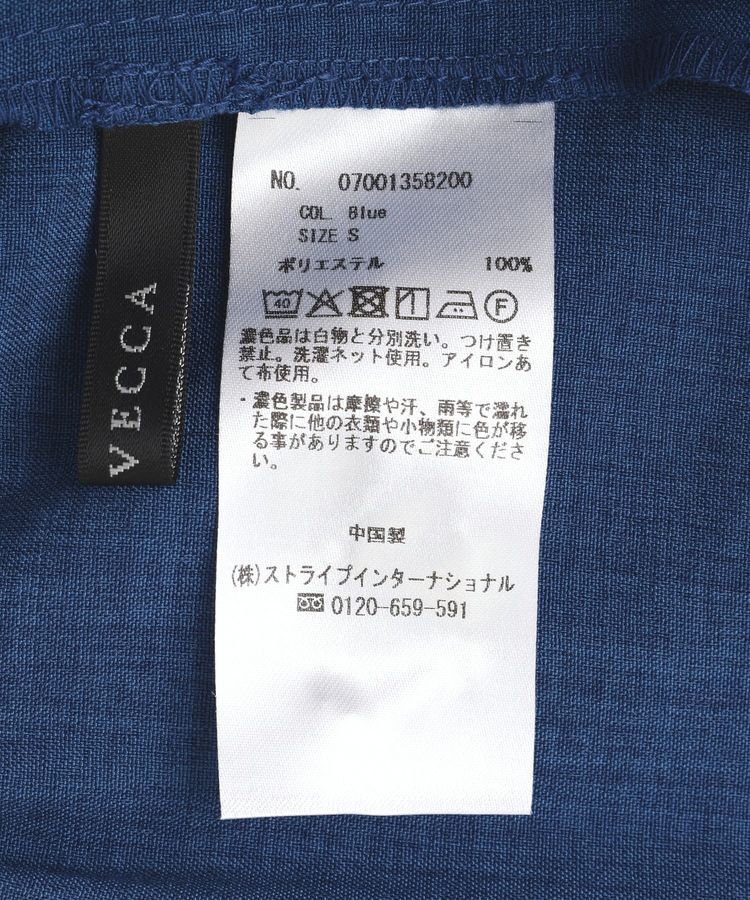 VECCA
NO. 07001358200
COL. Blue
SIZE S
ポリエステル 100%
40 F
濃色品は白物と分別洗い。つけ置き
禁止。洗濯ネット使用。アイロンあ
て布使用。
・濃色製品は摩擦や汗、雨等で濡れ
た際に他の衣類や小物類に色が移
る事がありますのでご注意くださ
い。
中国製
(株)ストライプインターナショナル
0120-659-591